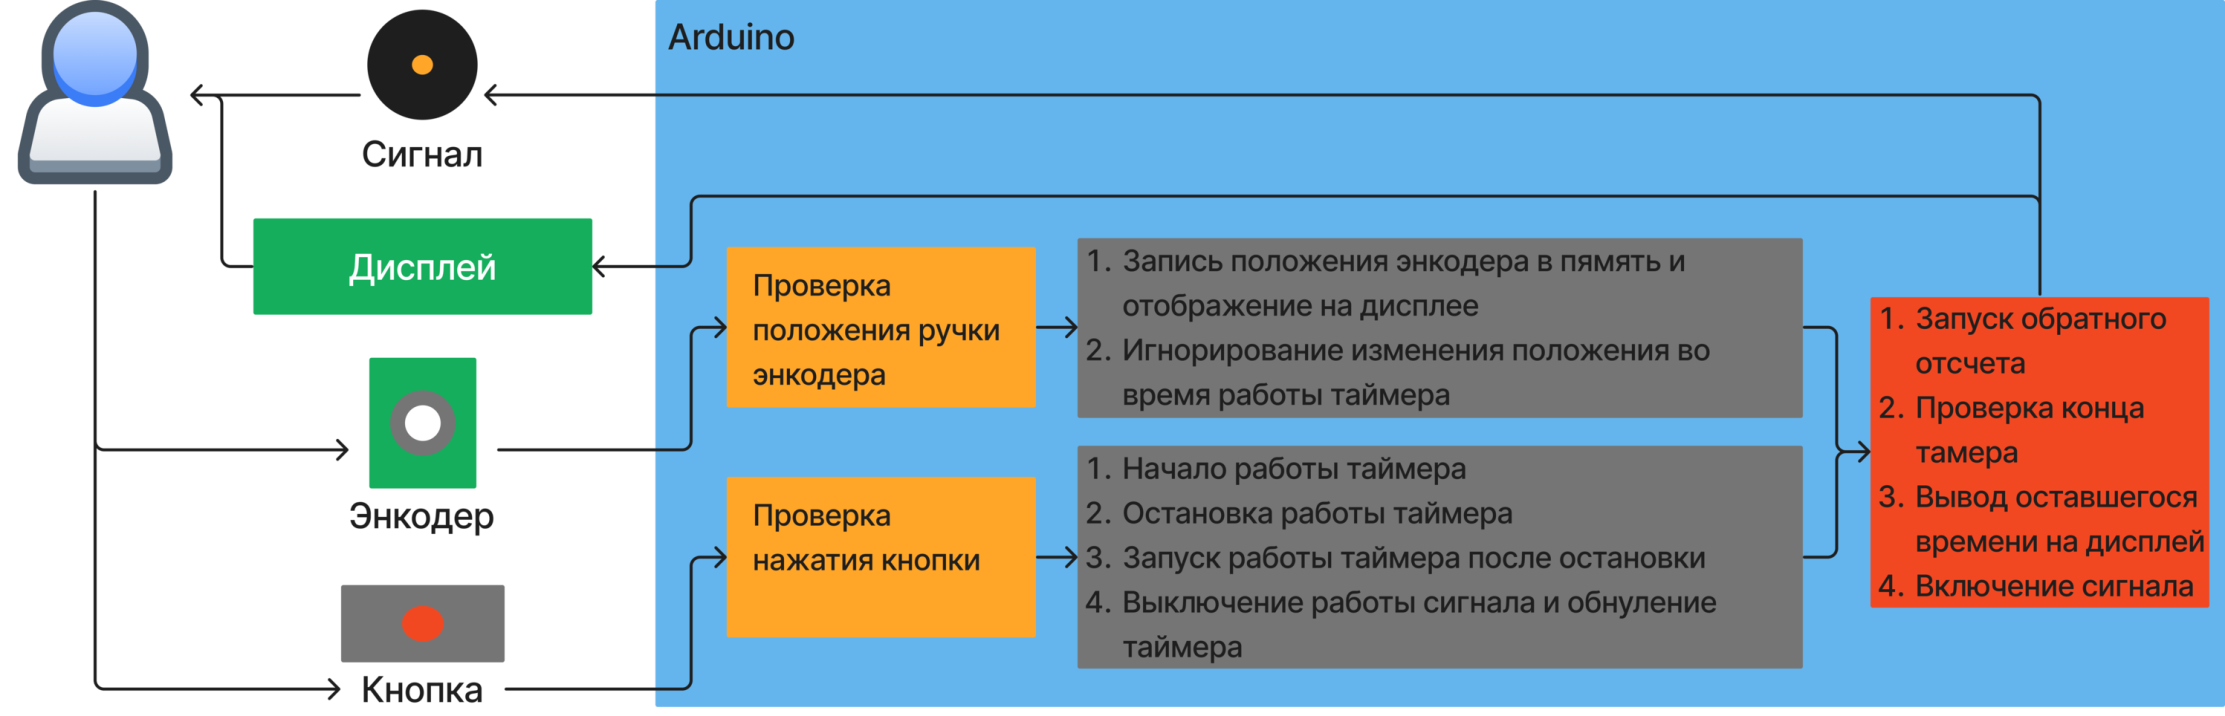 Arduino
Сигнал
Дисплей
Энкодер
Кнопка
Проверка
положения ручки
энкодера
Проверка
нажатия кнопки
1. Запись положения энкодера в пямять и
отображение на дисплее
2. Игнорирование изменения положения во
время работы таймера
1. Начало работы таймера
2. Остановка работы таймера
3. Запуск работы таймера после остановки
4. Выключение работы сигнала и обнуление
таймера
1. Запуск обратного
отсчета
2. Проверка конца
тамера
3. Вывод оставшегося
времени на дисплей
4. Включение сигнала